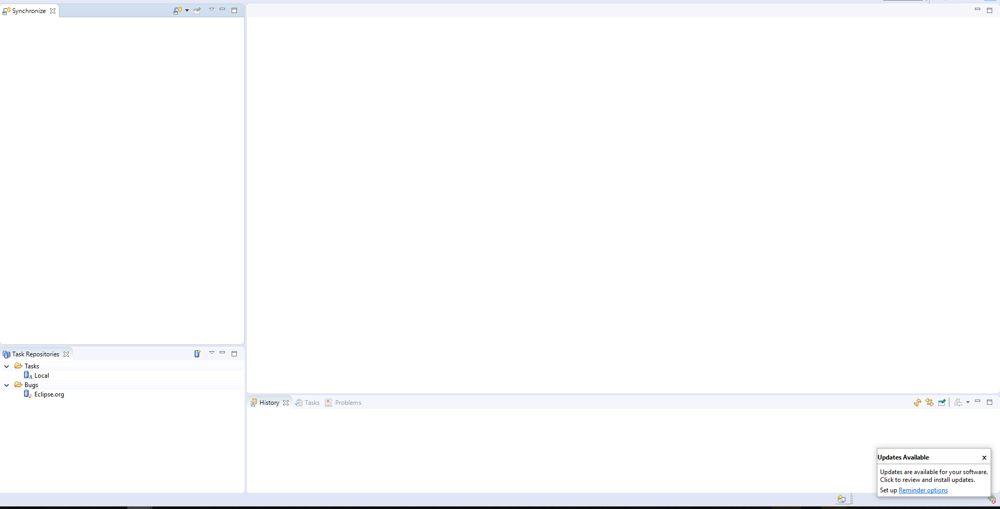 Synchronize
Task Repositories
Tasks
Local
Bugs
Eclipse.org
History Tasks Problems
Updates Available
Updates are available for your software.
Click to review and install updates.
Set up Reminder options